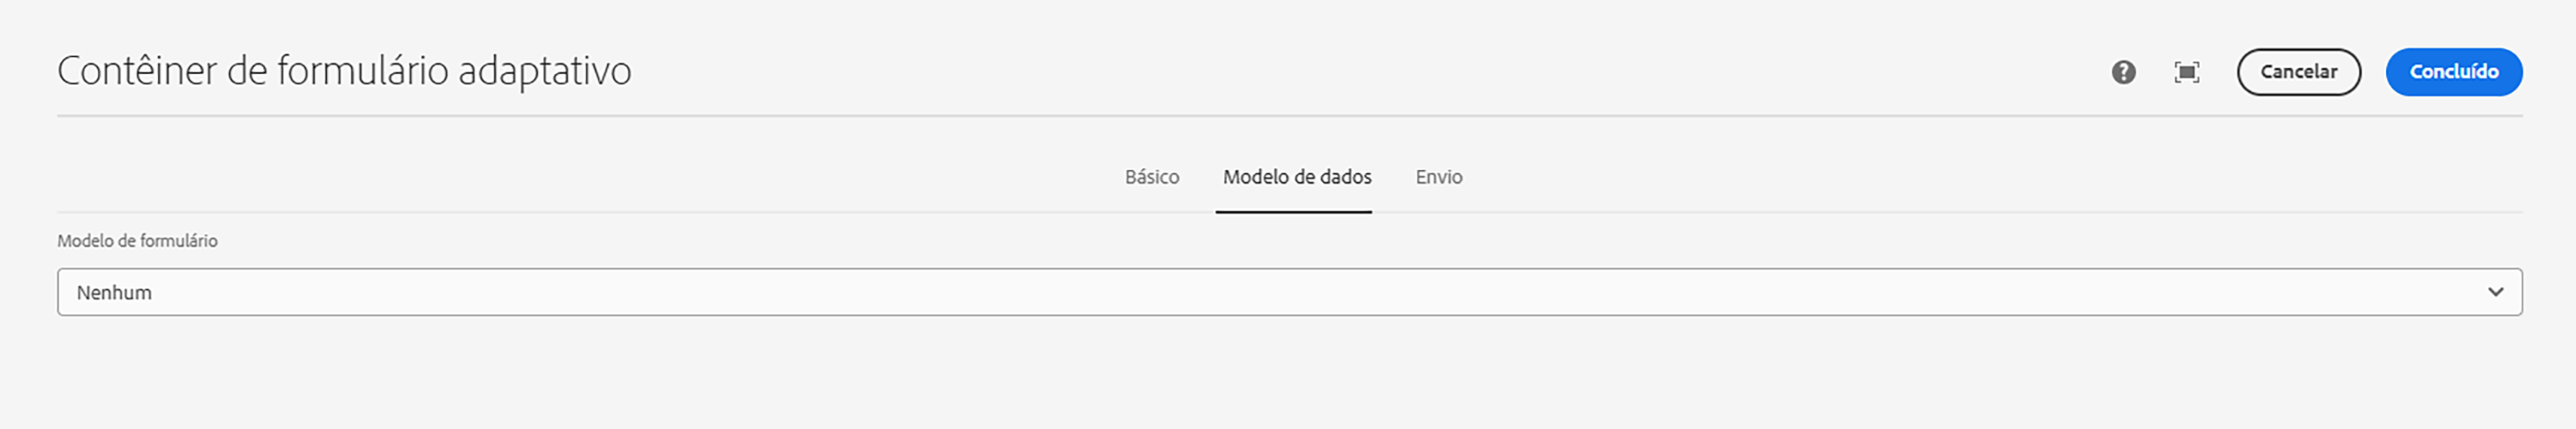 Contêiner de formulário adaptativo
Cancelar
Concluído
Básico
Modelo de dados
Envio
Modelo de formulário
Nenhum